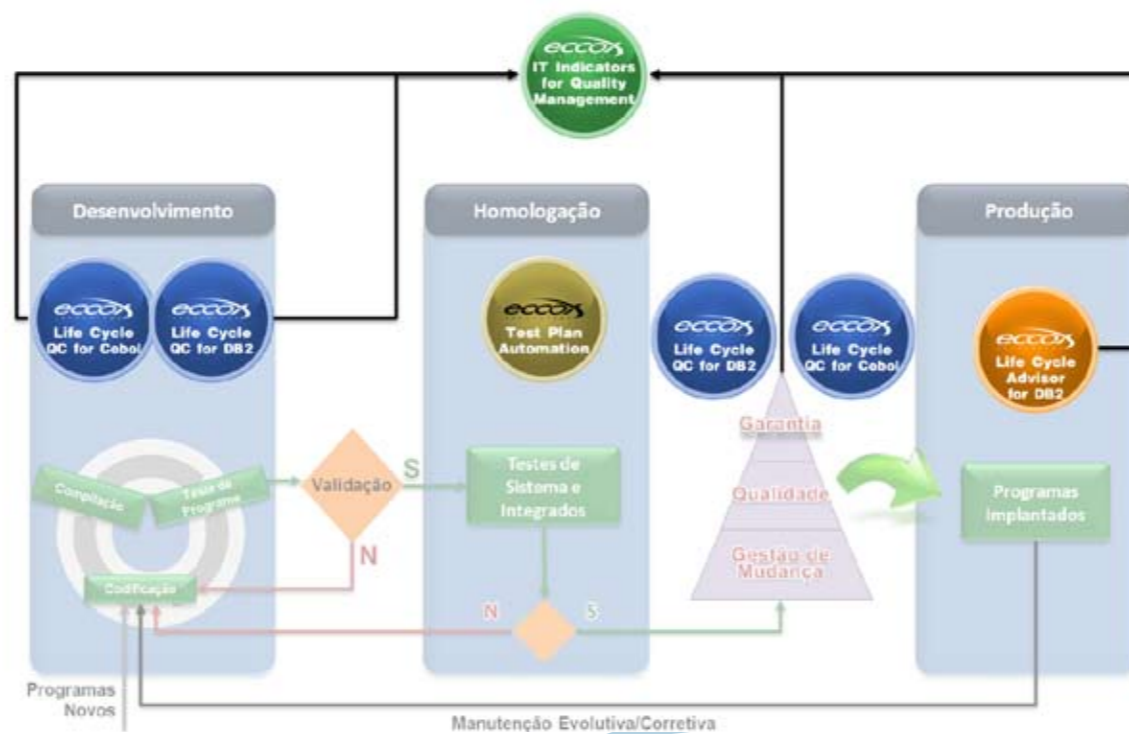 eccox
IT Indicators
for Quality
Management
Desenvolvimento
Homologação
Produção
eccox
Life Cycle
QC for Cobol
eccox
Life Cycle
QC for DB2
eccox
Test Plan
Automation
eccox
Life Cycle
QC for DB2
eccox
Life Cycle
QC for Cobol
eccox
Life Cycle
Advisor
for DB2
Compilação
Teste de
Programa
Codificação
Validação
S
N
Testes de
Sistema e
Integrados
N
S
Garantia
Qualidade
Gestão de
Mudança
Programas
Implantados
Programas
Novos
Manutenção Evolutiva/Corretiva